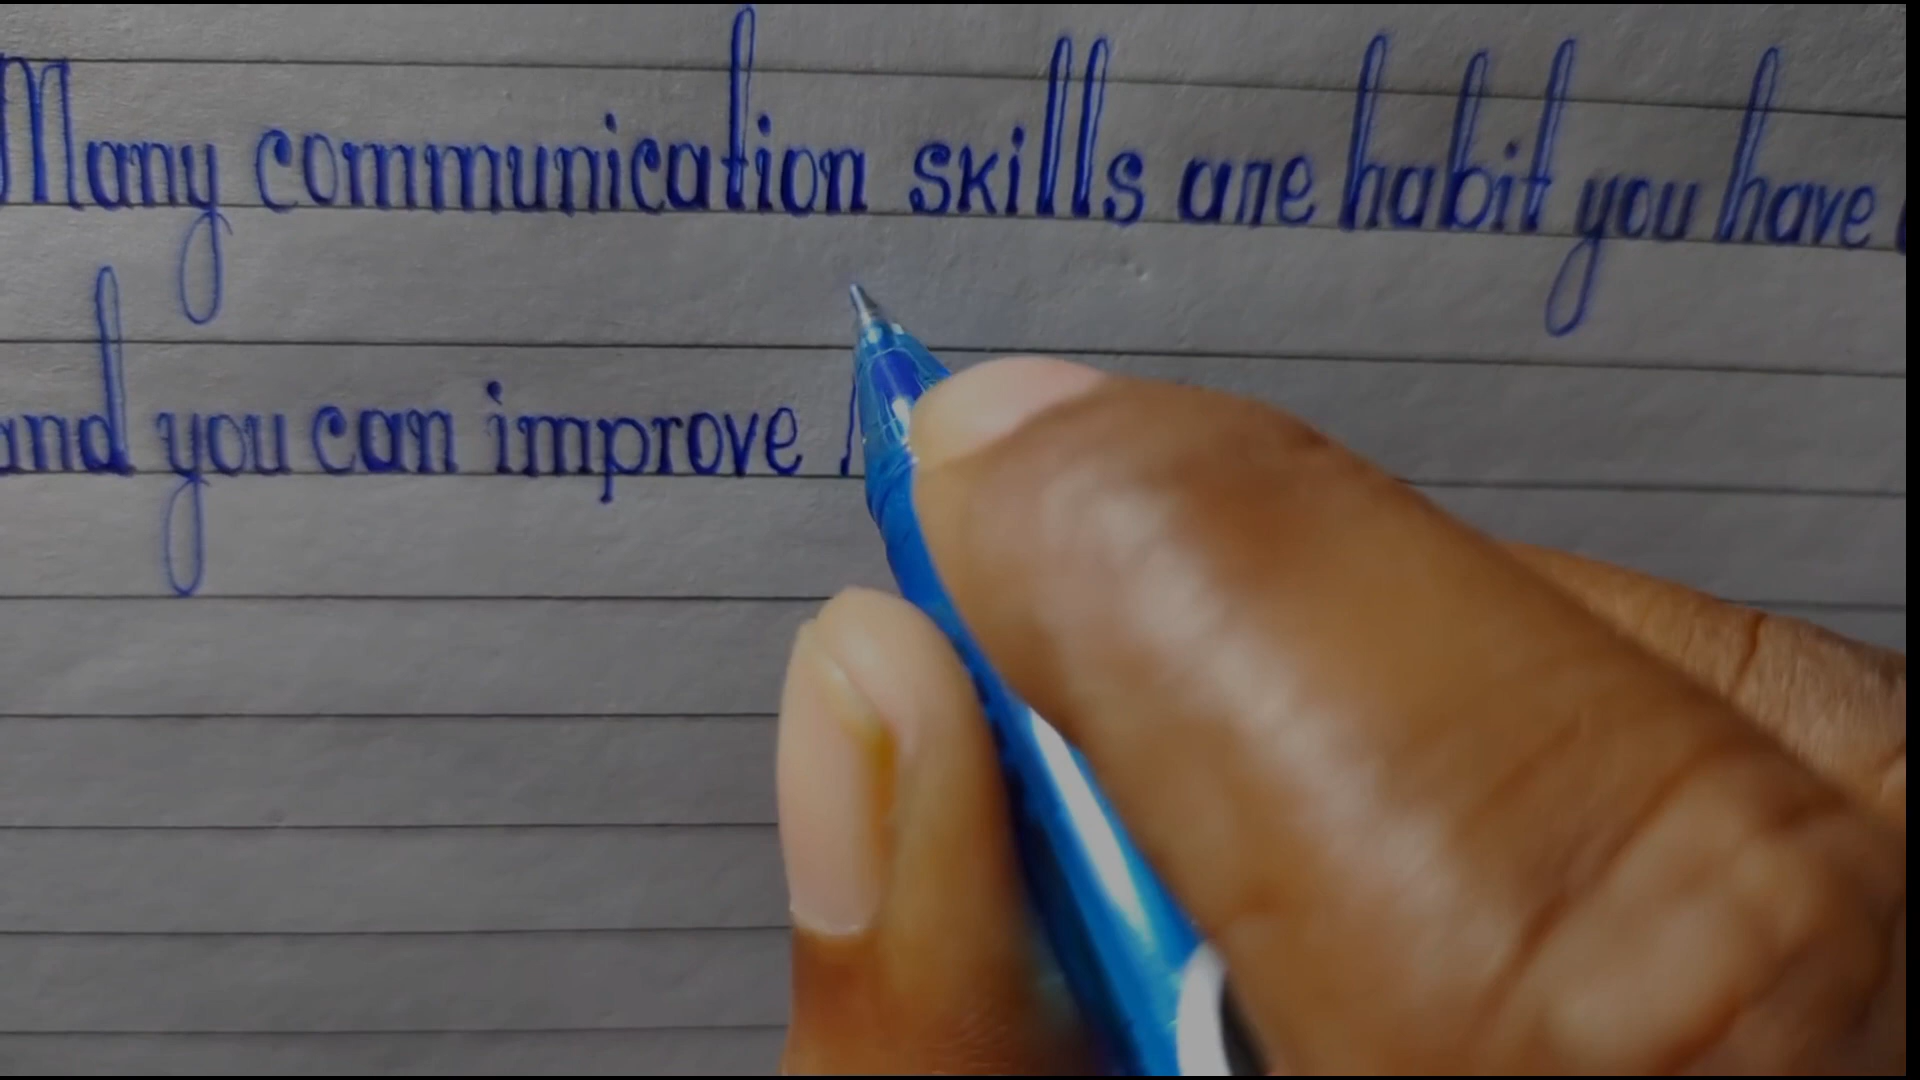 Many communication skills are habit you have
and you can improve